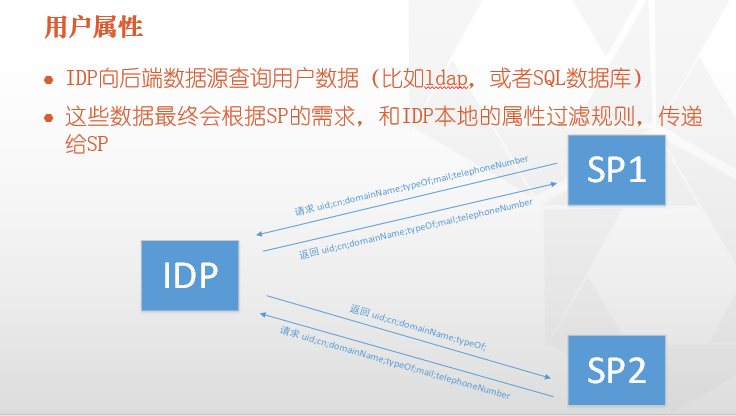 用户属性
IDP向后端数据源查询用户数据（比如ldap，或者SQL数据库）
这些数据最终会根据SP的需求，和IDP本地的属性过滤规则，传递
给SP
SP1
请求 uid;cn;domainName;typeOf;mail;telephoneNumber
返回 uid;cn;domainName;typeOf;mail;telephoneNumber
IDP
返回 uid;cn;domainName;typeOf;
请求 uid;cn;domainName;typeOf;mail;telephoneNumber
SP2